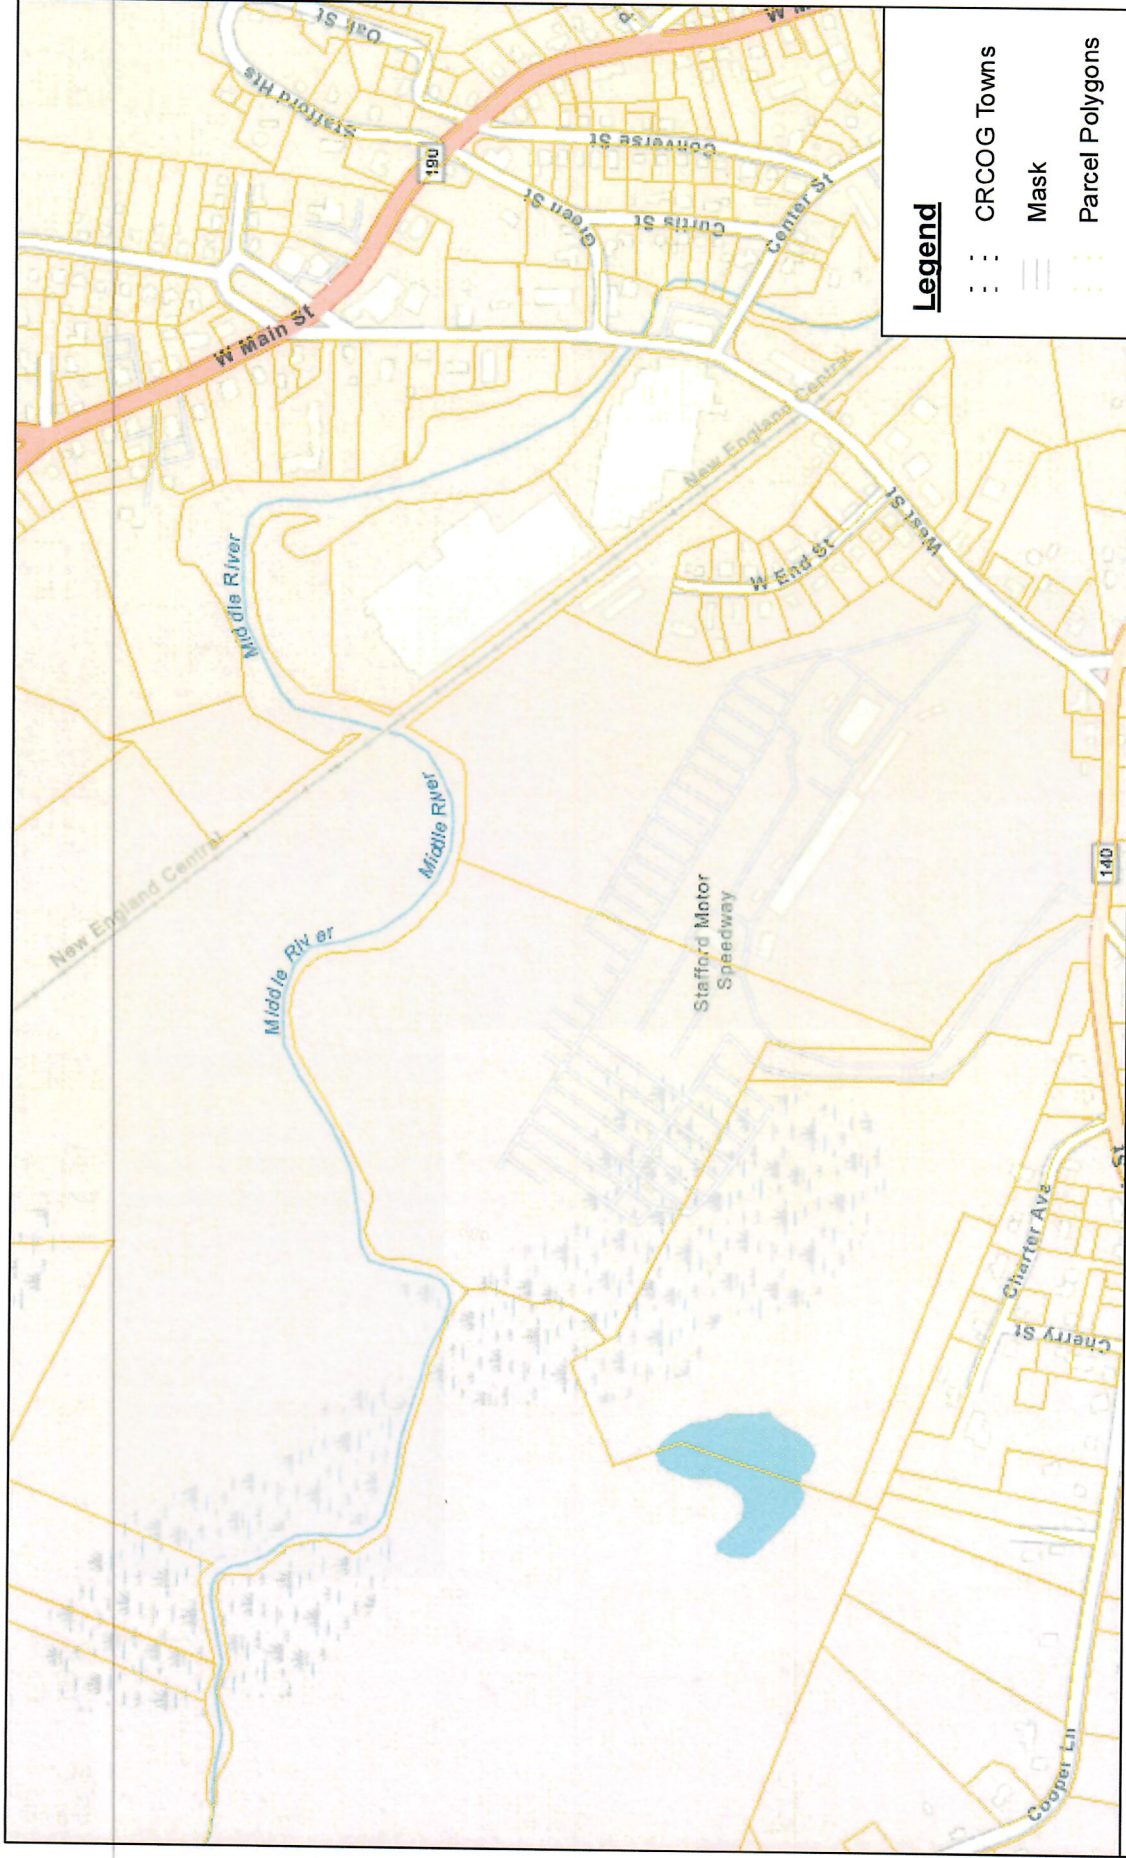 Oak St
Stafford Hts
W M
190
Converse St
Green St
Curtis St
Center St
W Main St
Middle River
New England Central
W End St
West St
Middle River
New England Central
Middle River
Stafford Motor
Speedway
140
St
Charter Ave
Cherry St
Cooper Ln
Legend
CRCOG Towns
Mask
Parcel Polygons